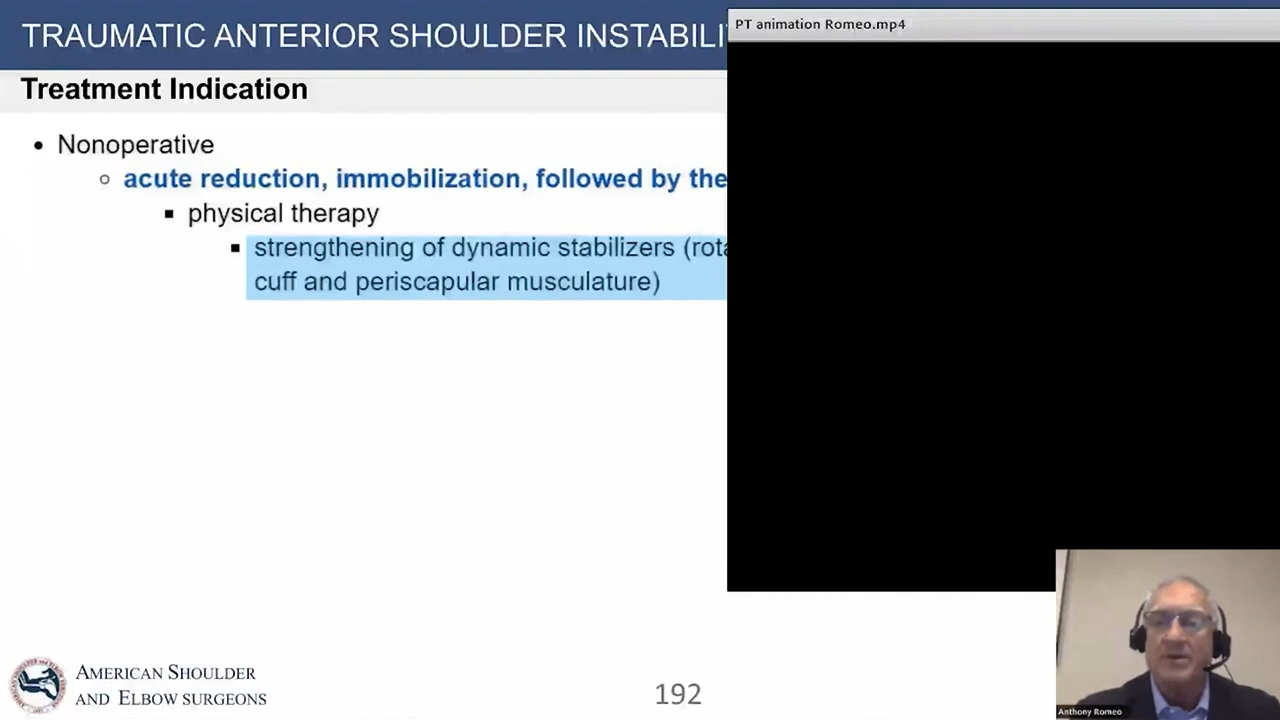 TRAUMATIC ANTERIOR SHOULDER INSTABILI
PT animation Romeo.mp4
Treatment Indication
• Nonoperative
○ acute reduction, immobilization, followed by the
▪ physical therapy
▪ strengthening of dynamic stabilizers (rota
cuff and periscapular musculature)
AMERICAN SHOULDER
AND ELBOW SURGEONS
192
Anthony Romeo